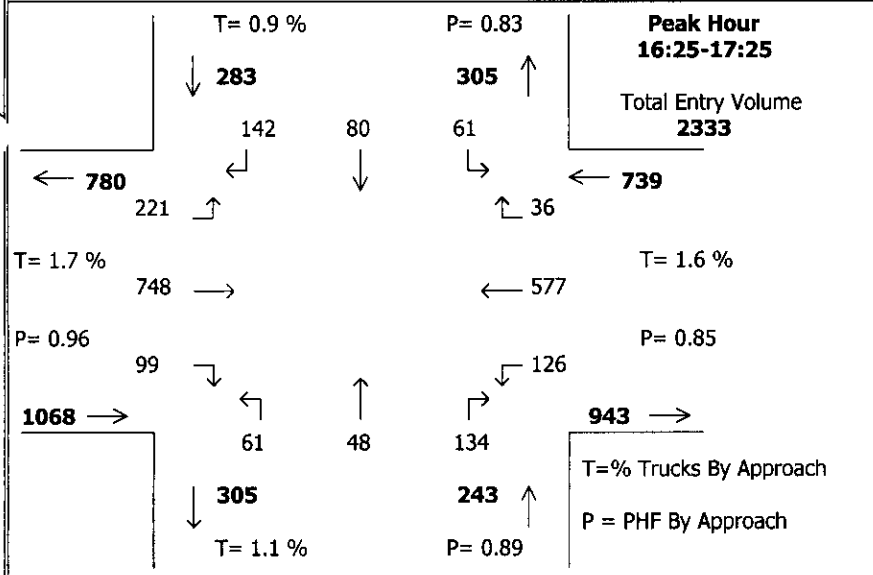 T= 0.9 % P= 0.83 Peak Hour
16:25-17:25
283 305
Total Entry Volume
142 80 61 2333
780 739
221 36
T= 1.7 % T= 1.6 %
748 577
P= 0.96 P= 0.85
99 126
1068 943
61 48 134
T=% Trucks By Approach
305 243
P = PHF By Approach
T= 1.1 % P= 0.89